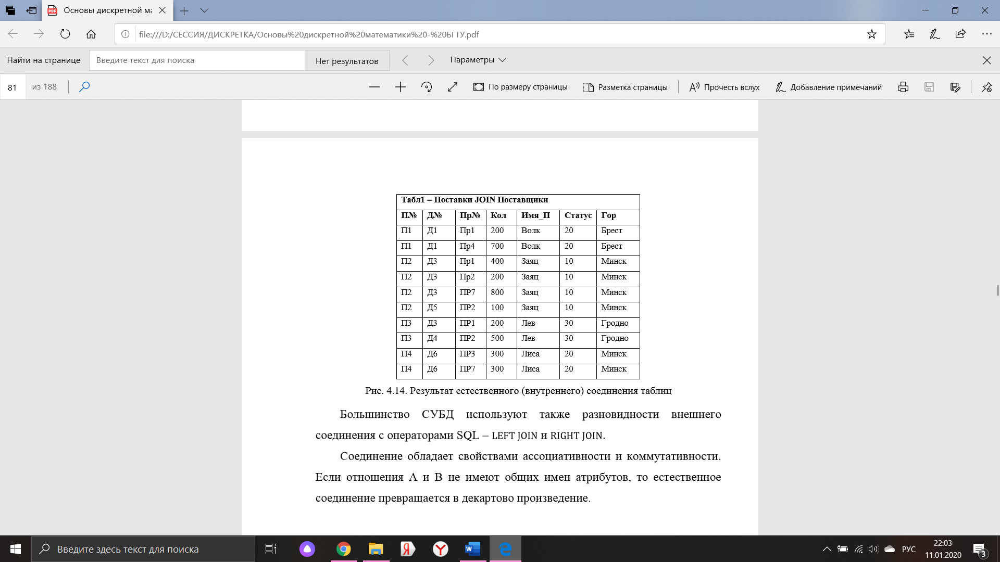 Основы дискретной ма
file:///D:/СЕССИЯ/ДИСКРЕТКА/Основы%20дискретной%20математики%20-%20БГТУ.pdf
Найти на странице Введите текст для поиска Нет результатов Параметры
81 из 188 По размеру страницы Разметка страницы Прочесть вслух Добавление примечаний
Табл1 = Поставки JOIN Поставщики
П№ Д№ Пр№ Кол Имя_П Статус Гор
П1 Д1 Пр1 200 Волк 20 Брест
П1 Д1 Пр4 700 Волк 20 Брест
П2 Д3 Пр1 400 Заяц 10 Минск
П2 Д3 Пр2 200 Заяц 10 Минск
П2 Д3 ПР7 800 Заяц 10 Минск
П2 Д5 ПР2 100 Заяц 10 Минск
П3 Д3 ПР1 200 Лев 30 Гродно
П3 Д4 ПР2 500 Лев 30 Гродно
П4 Д6 ПР3 300 Лиса 20 Минск
П4 Д6 ПР7 300 Лиса 20 Минск
Рис. 4.14. Результат естественного (внутреннего) соединения таблиц
Большинство СУБД используют также разновидности внешнего
соединения с операторами SQL – LEFT JOIN и RIGHT JOIN.
Соединение обладает свойствами ассоциативности и коммутативности.
Если отношения А и В не имеют общих имен атрибутов, то естественное
соединение превращается в декартово произведение.
Введите здесь текст для поиска
РУС
22:03
11.01.2020
3